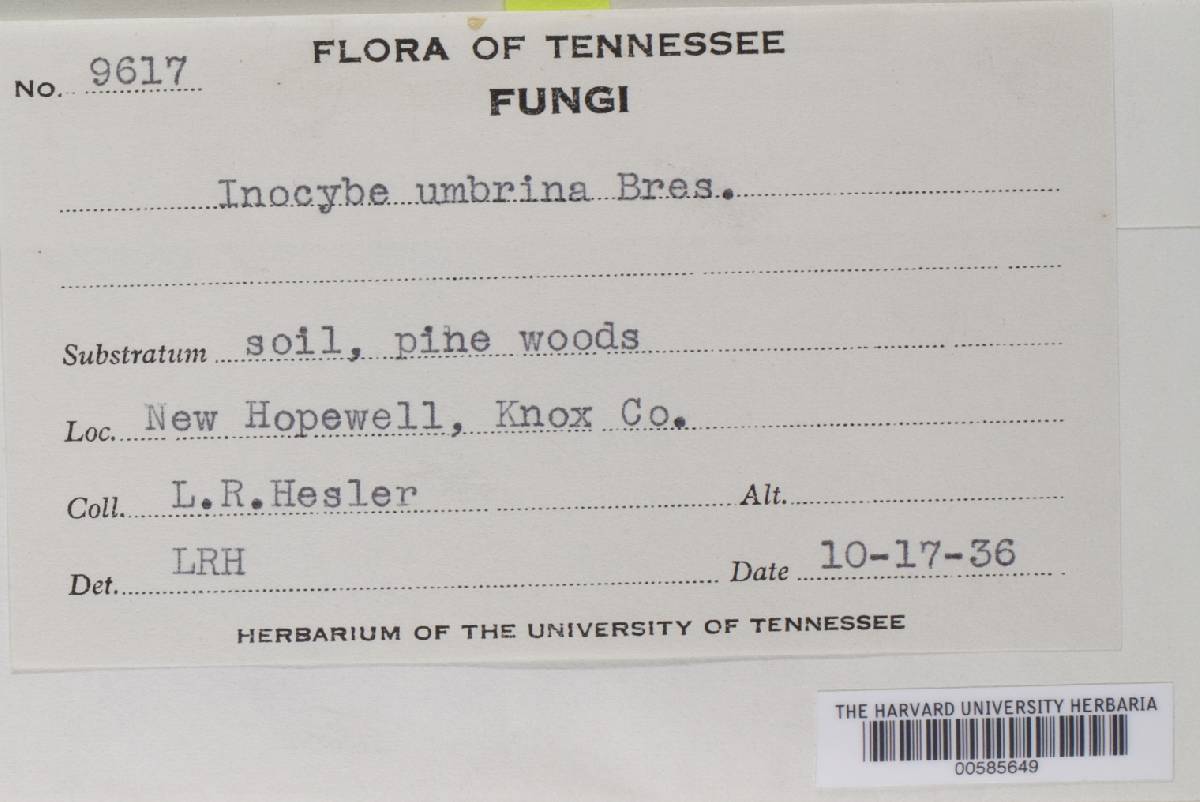 FLORA OF TENNESSEE
No. 9617
FUNGI
Inocybe umbrina Bres.
Substratum soil, pine woods
Loc. New Hopewell, Knox Co.
Coll. L.R.Hesler Alt.
Det. LRH Date 10-17-36
HERBARIUM OF THE UNIVERSITY OF TENNESSEE
THE HARVARD UNIVERSITY HERBARIA
00585649